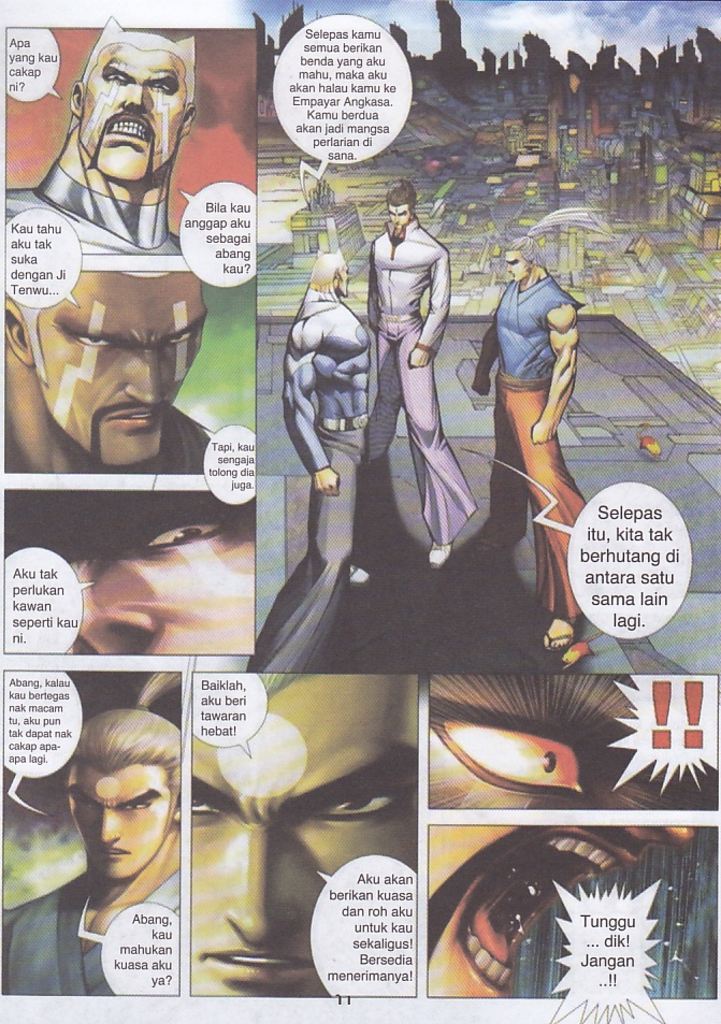 Apa
yang kau
cakap
ni?
Bila kau
anggap aku
sebagai
abang
kau?
Kau tahu
aku tak
suka
dengan Ji
Tenwu...
Tapi, kau
sengaja
tolong dia
juga.
Aku tak
perlukan
kawan
seperti kau
ni.
Selepas kamu
semua berikan
benda yang aku
mahu, maka aku
akan halau kamu ke
Empayar Angkasa.
Kamu berdua
akan jadi mangsa
perlarian di
sana.
Selepas
itu, kita tak
berhutang di
antara satu
sama lain
lagi.
Abang, kalau
kau bertegas
nak macam
tu, aku pun
tak dapat nak
cakap apa-
apa lagi.
Abang,
kau
mahukan
kuasa aku
ya?
Baiklah,
aku beri
tawaran
hebat!
Aku akan
berikan kuasa
dan roh aku
untuk kau
sekaligus!
Bersedia
menerimanya!
!!
Tunggu
... dik!
Jangan
..!!
11